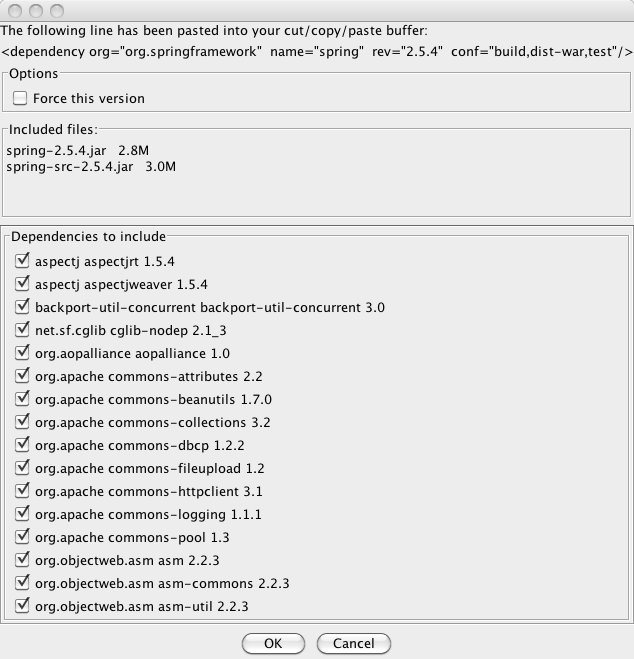 The following line has been pasted into your cut/copy/paste buffer:
<dependency org="org.springframework" name="spring" rev="2.5.4" conf="build,dist-war,test"/>
Options
Force this version
Included files:
spring-2.5.4.jar 2.8M
spring-src-2.5.4.jar 3.0M
Dependencies to include
aspectj aspectjrt 1.5.4
aspectj aspectjweaver 1.5.4
backport-util-concurrent backport-util-concurrent 3.0
net.sf.cglib cglib-nodep 2.1_3
org.aopalliance aopalliance 1.0
org.apache commons-attributes 2.2
org.apache commons-beanutils 1.7.0
org.apache commons-collections 3.2
org.apache commons-dbcp 1.2.2
org.apache commons-fileupload 1.2
org.apache commons-httpclient 3.1
org.apache commons-logging 1.1.1
org.apache commons-pool 1.3
org.objectweb.asm asm 2.2.3
org.objectweb.asm asm-commons 2.2.3
org.objectweb.asm asm-util 2.2.3
OK Cancel